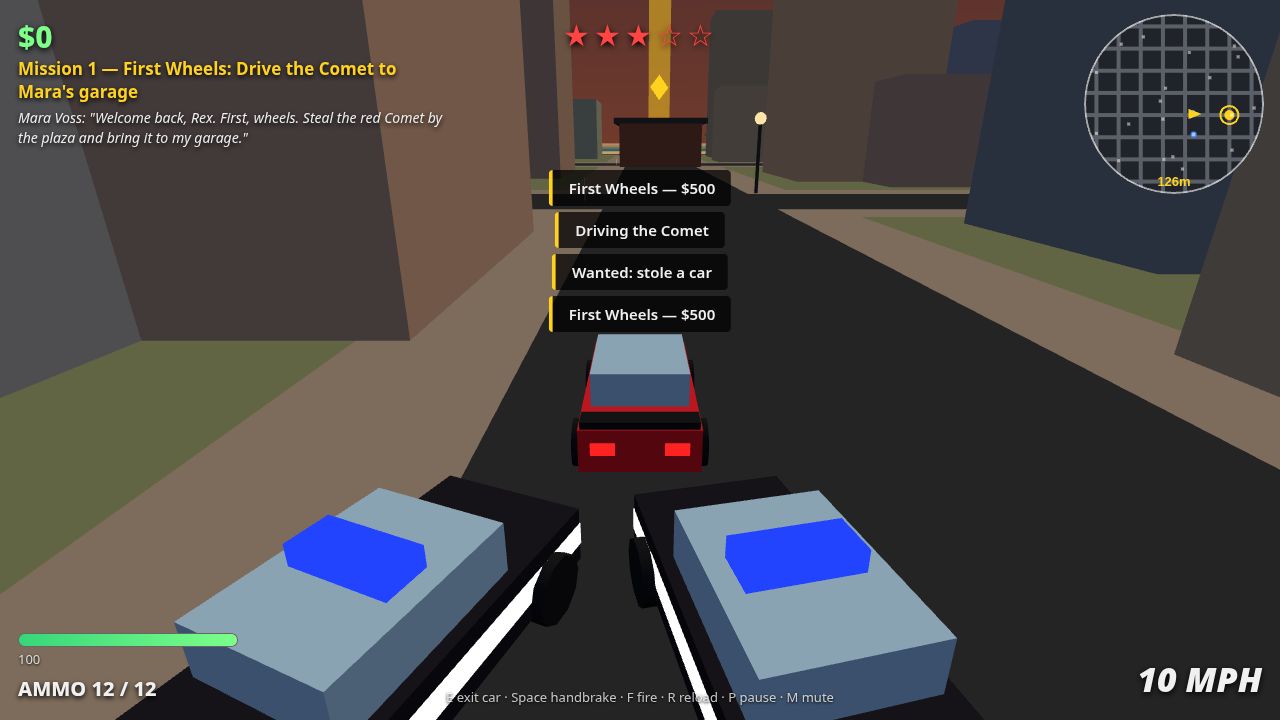 $0
Mission 1 — First Wheels: Drive the Comet to
Mara's garage
Mara Voss: "Welcome back, Rex. First, wheels. Steal the red Comet by
the plaza and bring it to my garage."
★★★☆☆
126m
First Wheels — $500
Driving the Comet
Wanted: stole a car
First Wheels — $500
100
AMMO 12 / 12
E exit car · Space handbrake · F fire · R reload · P pause · M mute
10 MPH